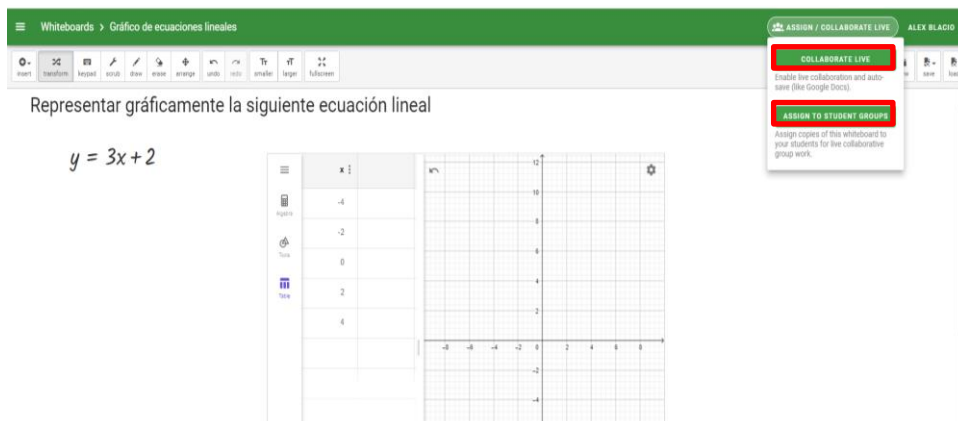 Whiteboards > Gráfico de ecuaciones lineales
ASSIGN / COLLABORATE LIVE
ALEX BLACIO
insert transform keypad scrub draw erase arrange undo redo smaller larger fullscreen
save
COLLABORATE LIVE
Enable live collaboration and auto-
save (like Google Docs).
ASSIGN TO STUDENT GROUPS
Assign copies of this whiteboard to
your students for live collaborative
group work.
Representar gráficamente la siguiente ecuación lineal
y = 3x + 2
x
-4
-2
0
2
4
Tools
Table
12
10
8
6
4
2
-8 -6 -4 -2 0 2 4 6 8
-2
-4